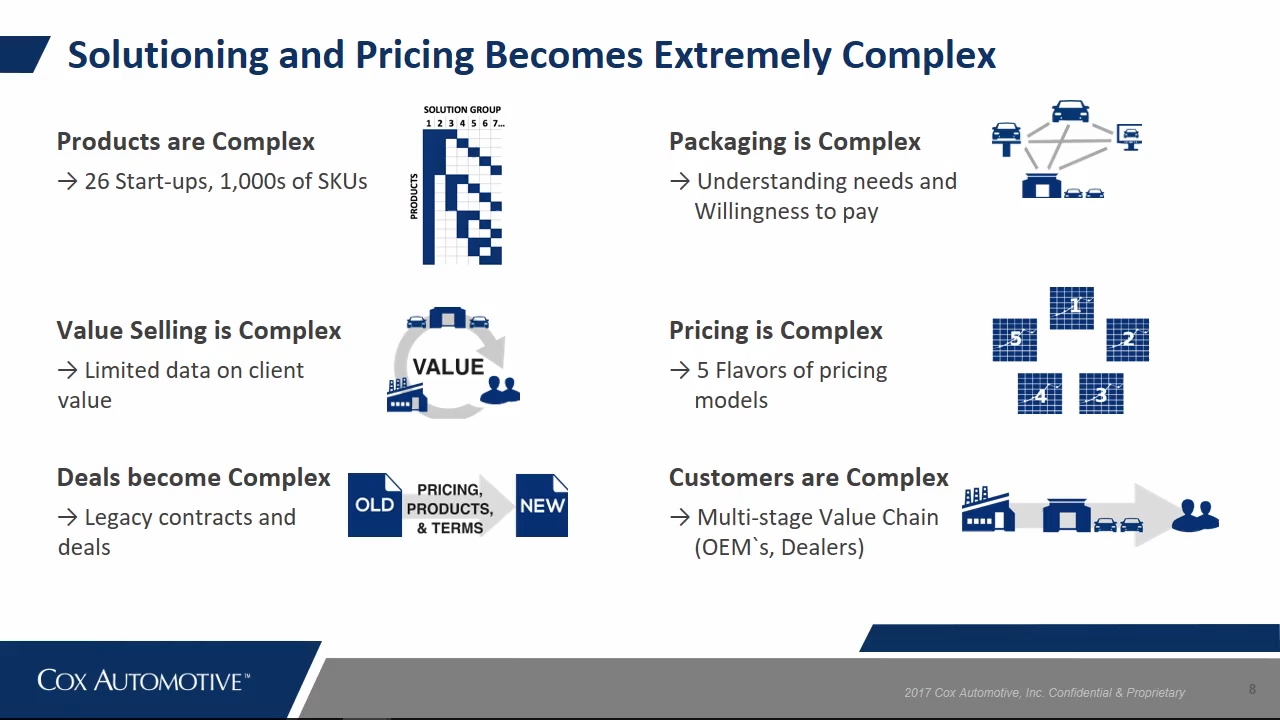 Solutioning and Pricing Becomes Extremely Complex
Products are Complex
→ 26 Start-ups, 1,000s of SKUs
SOLUTION GROUP
1 2 3 4 5 6 7...
PRODUCTS
Packaging is Complex
→ Understanding needs and
Willingness to pay
Value Selling is Complex
→ Limited data on client
value
VALUE
Pricing is Complex
→ 5 Flavors of pricing
models
1
5
2
4
3
Deals become Complex
→ Legacy contracts and
deals
OLD
PRICING,
PRODUCTS,
& TERMS
NEW
Customers are Complex
→ Multi-stage Value Chain
(OEM`s, Dealers)
COX AUTOMOTIVE™
2017 Cox Automotive, Inc. Confidential & Proprietary
8